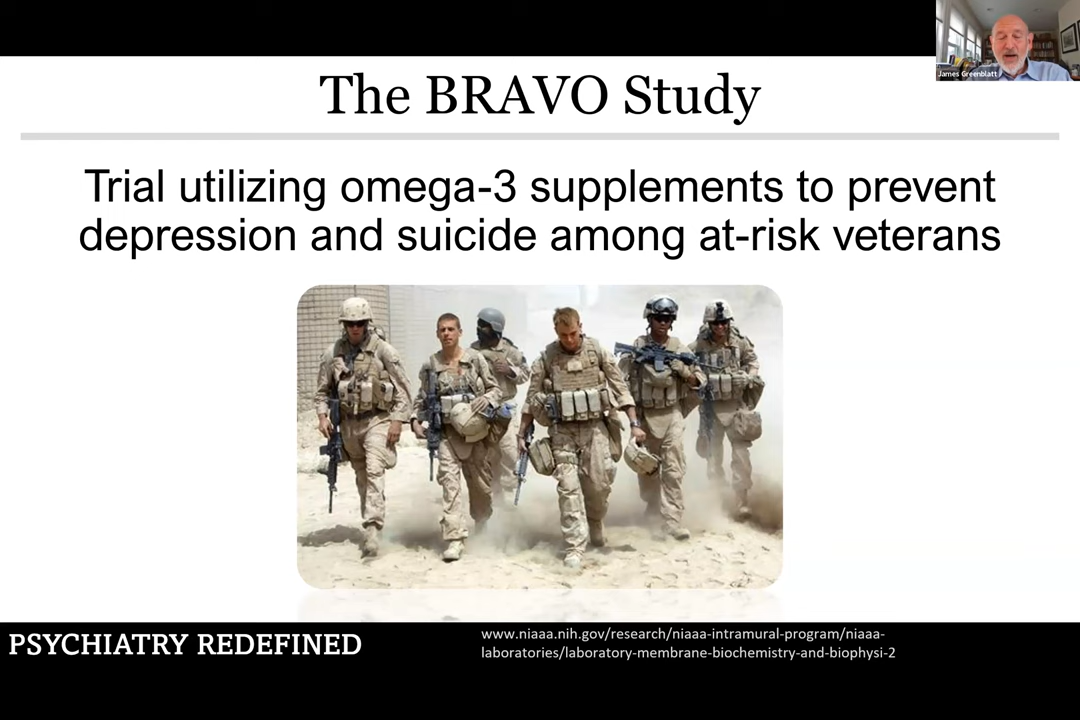 James Greenblatt
The BRAVO Study
Trial utilizing omega-3 supplements to prevent
depression and suicide among at-risk veterans
PSYCHIATRY REDEFINED
www.niaaa.nih.gov/research/niaaa-intramural-program/niaaa-
laboratories/laboratory-membrane-biochemistry-and-biophysi-2